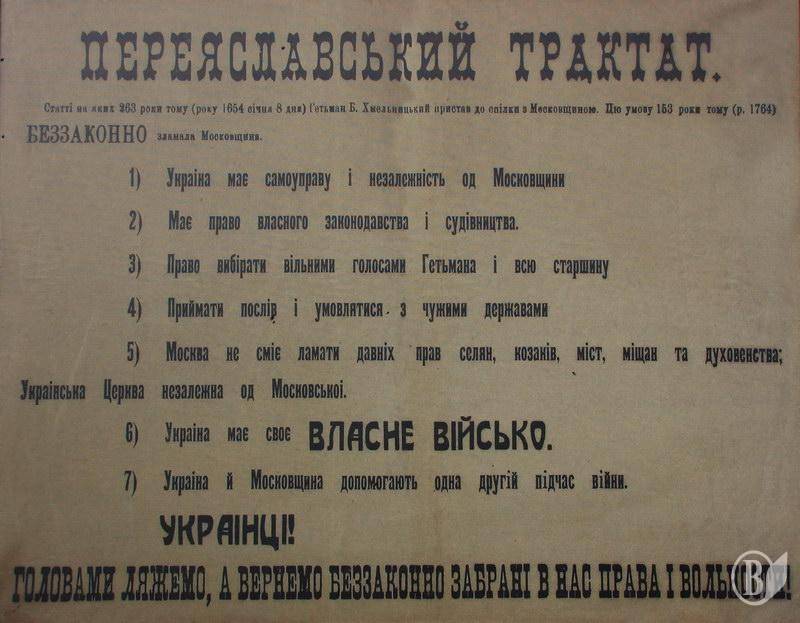 ПЕРЕЯСЛАВСЬКИЙ ТРАКТАТ.
Статті на яких 263 роки тому (року 1654 січня 8 дня) Гетьман Б. Хмельницький пристав до спілки з Московщиною. Цю умову 153 роки тому (р. 1764)
БЕЗЗАКОННО зламала Московщина.
1) Україна має самоуправу і незалежність од Московщини
2) Має право власного законодавства і судівництва.
3) Право вибірати вільними голосами Гетьмана і всю старшину
4) Приймати послів і умовлятися з чужими державами
5) Москва не сміє ламати давніх прав селян, козаків, міст, міщан та духовенства;
Українська Церква незалежна од Московської.
6) Україна має своє ВЛАСНЕ ВІЙСЬКО.
7) Україна й Московщина допомогають одна другій підчас війни.
УКРАІНЦІ!
ГОЛОВАМИ ЛЯЖЕМО, А ВЕРНЕМО БЕЗЗАКОННО ЗАБРАНІ В НАС ПРАВА І
В